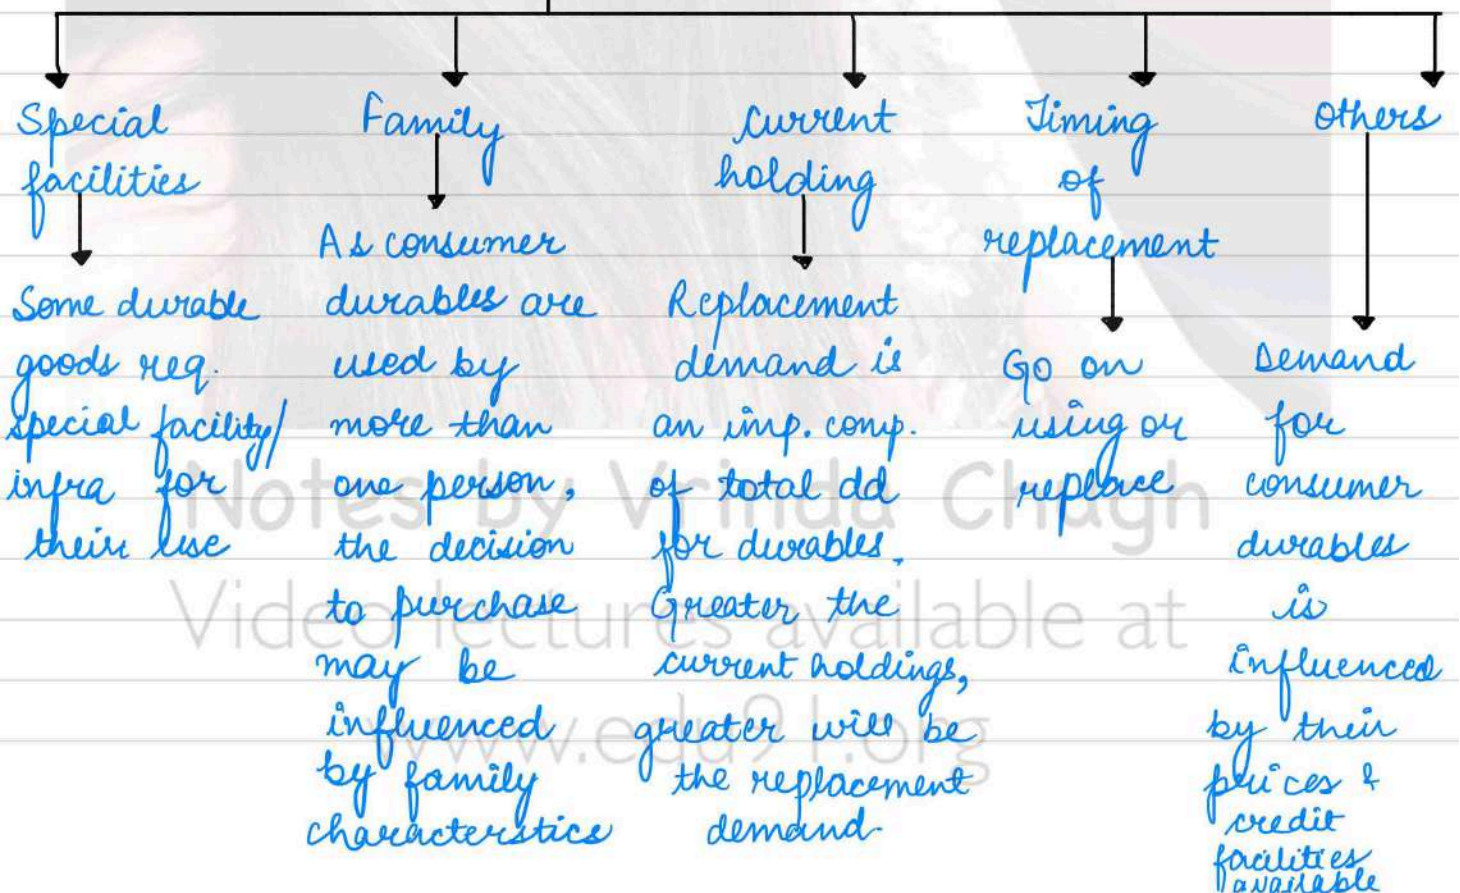 Special
facilities
Some durable
goods req.
special facility/
infra for
their use
Family
As consumer
durables are
used by
more than
one person,
the decision
to purchase
may be
influenced
by family
characterstics
Current
holding
Replacement
demand is
an imp. comp.
of total dd
for durables.
Greater the
current holdings,
greater will be
the replacement
demand.
Timing
of
replacement
Go on
using or
replace
Others
Demand
for
consumer
durables
is
influenced
by their
prices &
credit
facilities
available
Notes by Vrinda Chugh
Video lectures available at
www.edu91.org